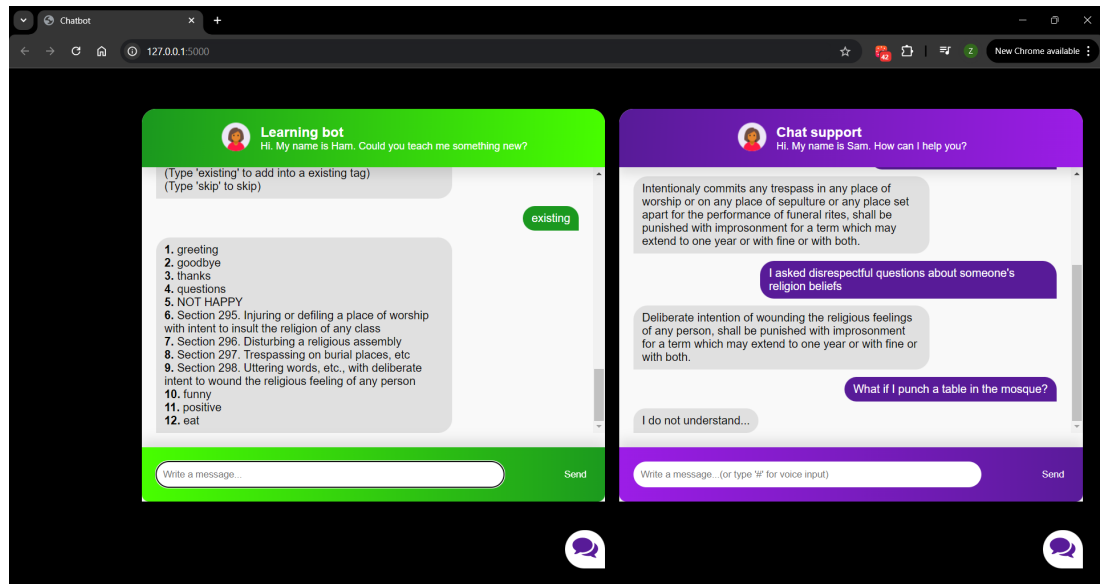 Chatbot
127.0.0.1:5000
42
Z
New Chrome available
Learning bot
Hi. My name is Ham. Could you teach me something new?
(Type 'existing' to add into a existing tag)
(Type 'skip' to skip)
existing
1. greeting
2. goodbye
3. thanks
4. questions
5. NOT HAPPY
6. Section 295. Injuring or defiling a place of worship
with intent to insult the religion of any class
7. Section 296. Disturbing a religious assembly
8. Section 297. Trespassing on burial places, etc
9. Section 298. Uttering words, etc., with deliberate
intent to wound the religious feeling of any person
10. funny
11. positive
12. eat
Write a message...
Send
Chat support
Hi. My name is Sam. How can I help you?
Intentionaly commits any trespass in any place of
worship or on any place of sepulture or any place set
apart for the performance of funeral rites, shall be
punished with improsonment for a term which may
extend to one year or with fine or with both.
I asked disrespectful questions about someone's
religion beliefs
Deliberate intention of wounding the religious feelings
of any person, shall be punished with improsonment
for a term which may extend to one year or with fine or
with both.
What if I punch a table in the mosque?
I do not understand...
Write a message...(or type '#' for voice input)
Send